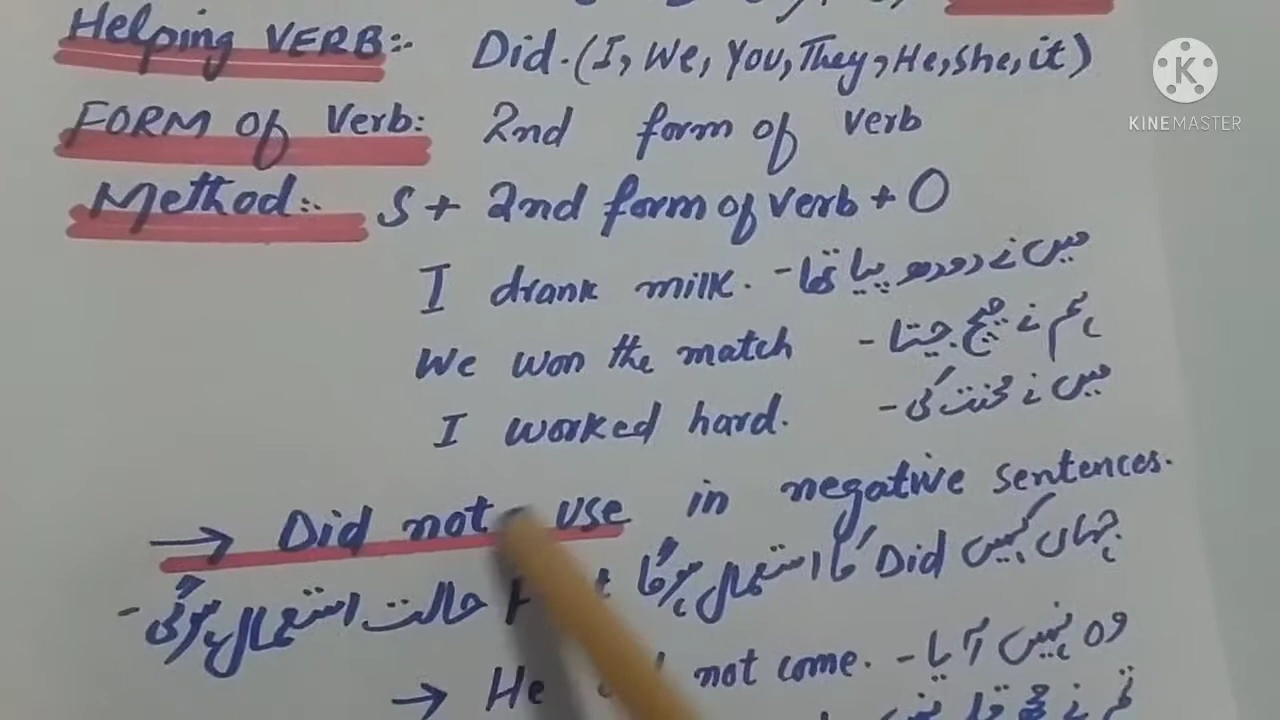 Helping VERB:- Did. (I, We, You, They, He, She, it)
K
KINEMASTER
FORM of Verb: 2nd form of verb
Method:- S + 2nd form of verb + O
I drank milk. میں نے دودھ پیا تھا -
We won the match ہم نے میچ جیتا -
I worked hard. میں نے محنت کی -
→ Did not use in negative sentences.
جہاں کہیں Did کا استعمال ہوگا حالت استعمال ہوگی -
→ He not come. وہ نہیں آیا -